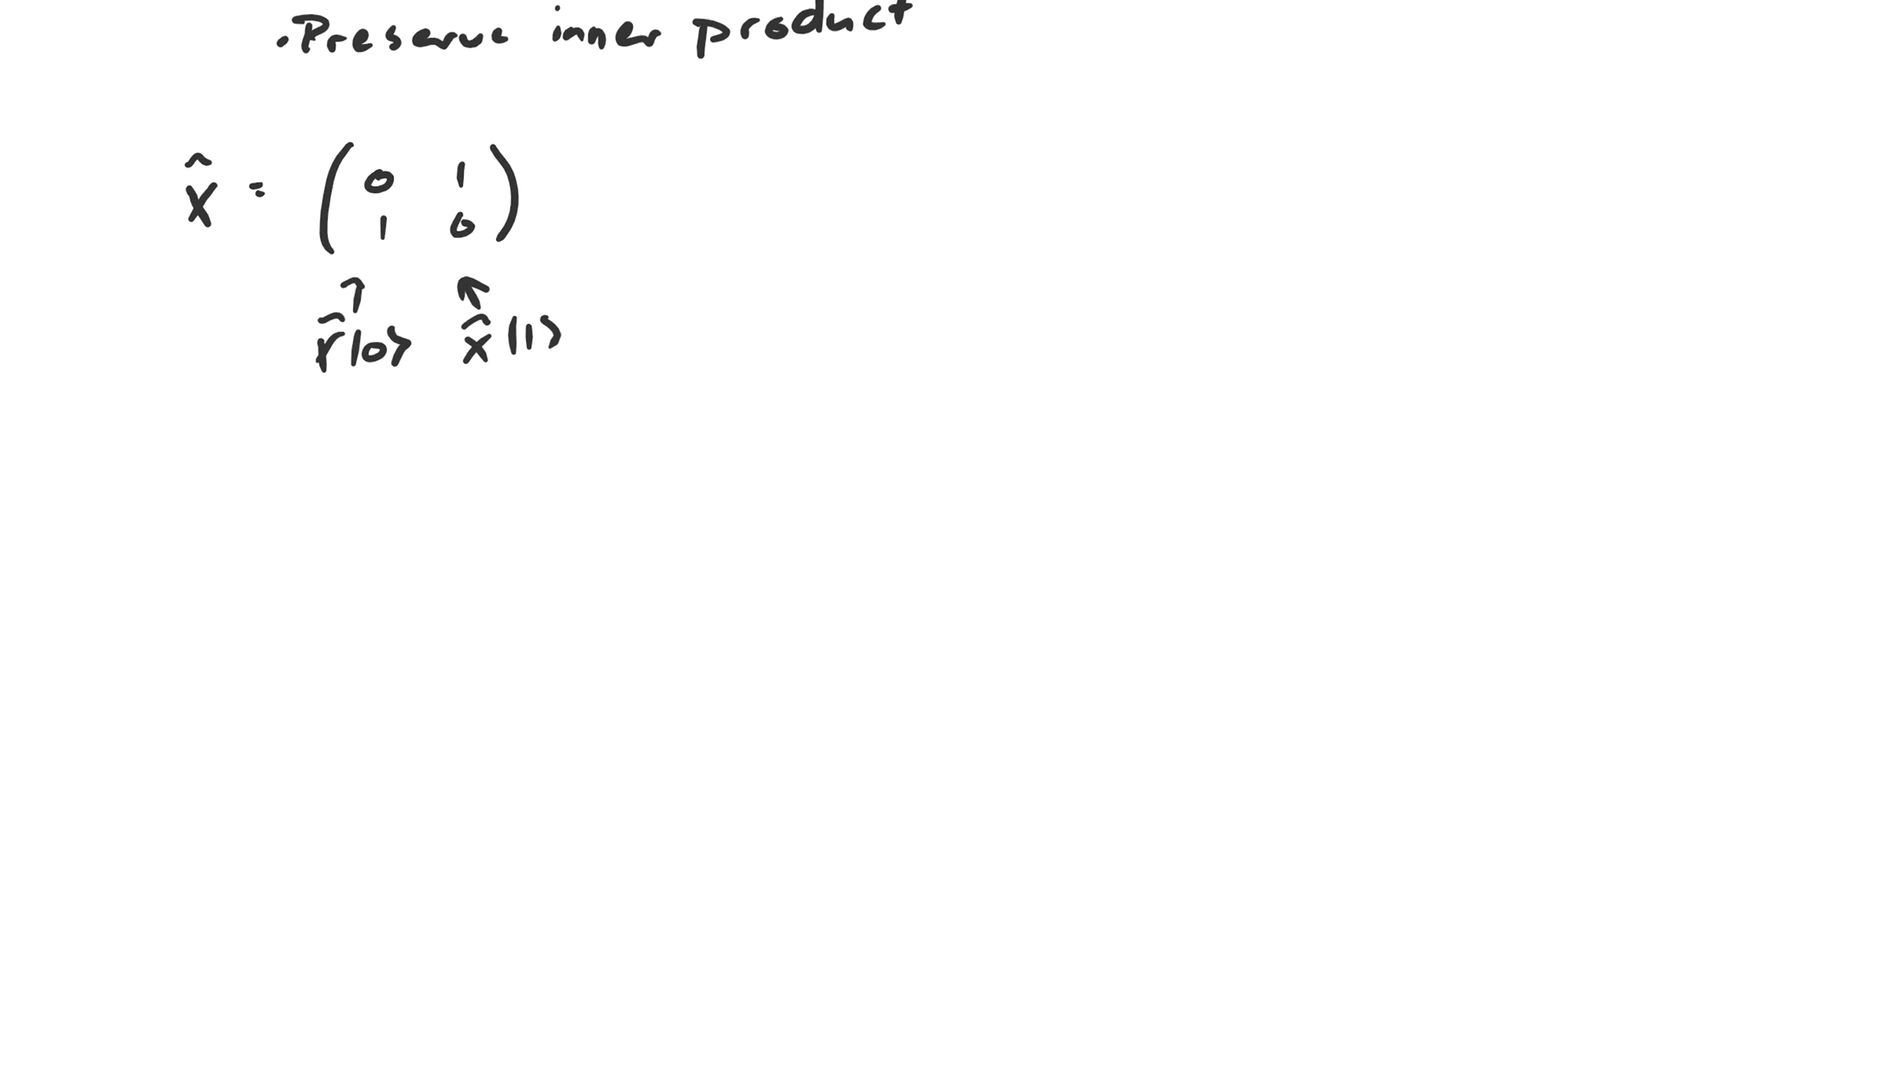 .Preserve inner product
x̂ = ( 0 1
1 0 )
↑ ↖
x̂|0⟩ x̂|1⟩